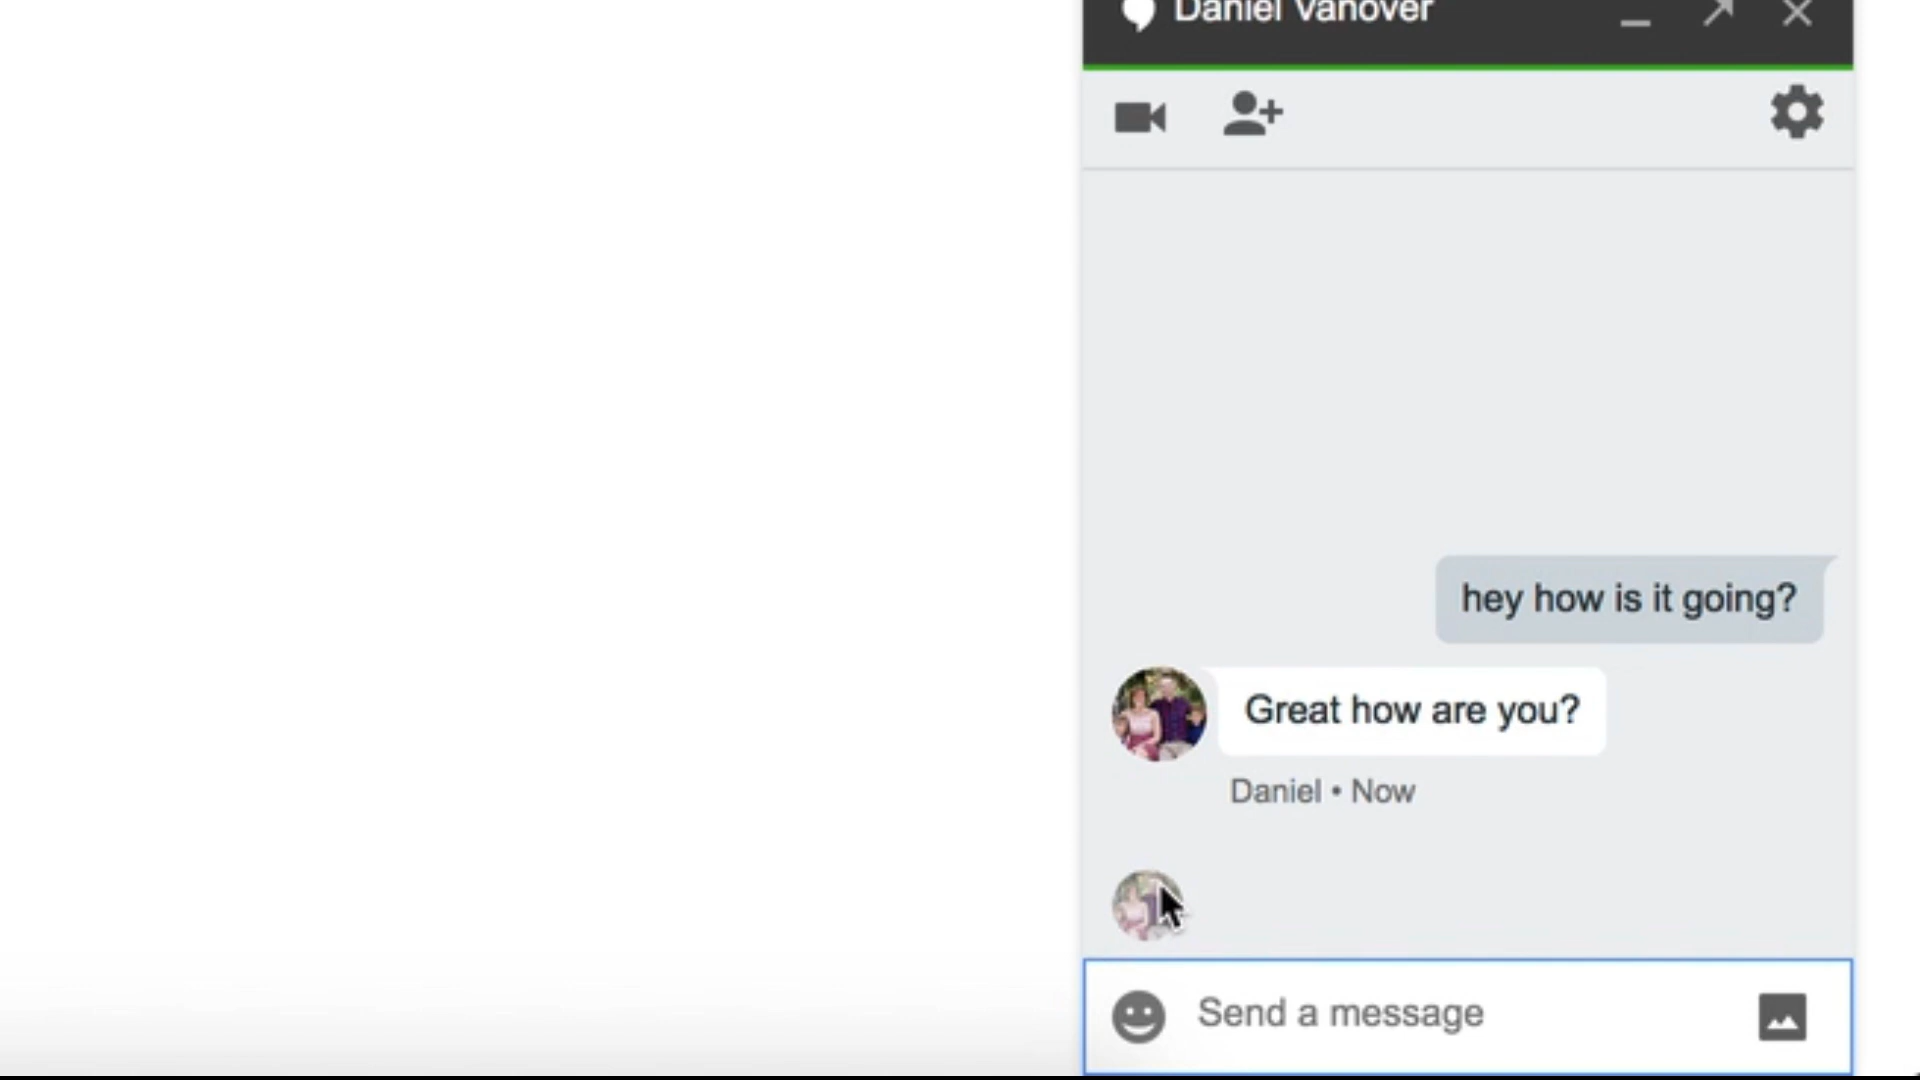 Daniel Vanover
hey how is it going?
Great how are you?
Daniel • Now
Send a message